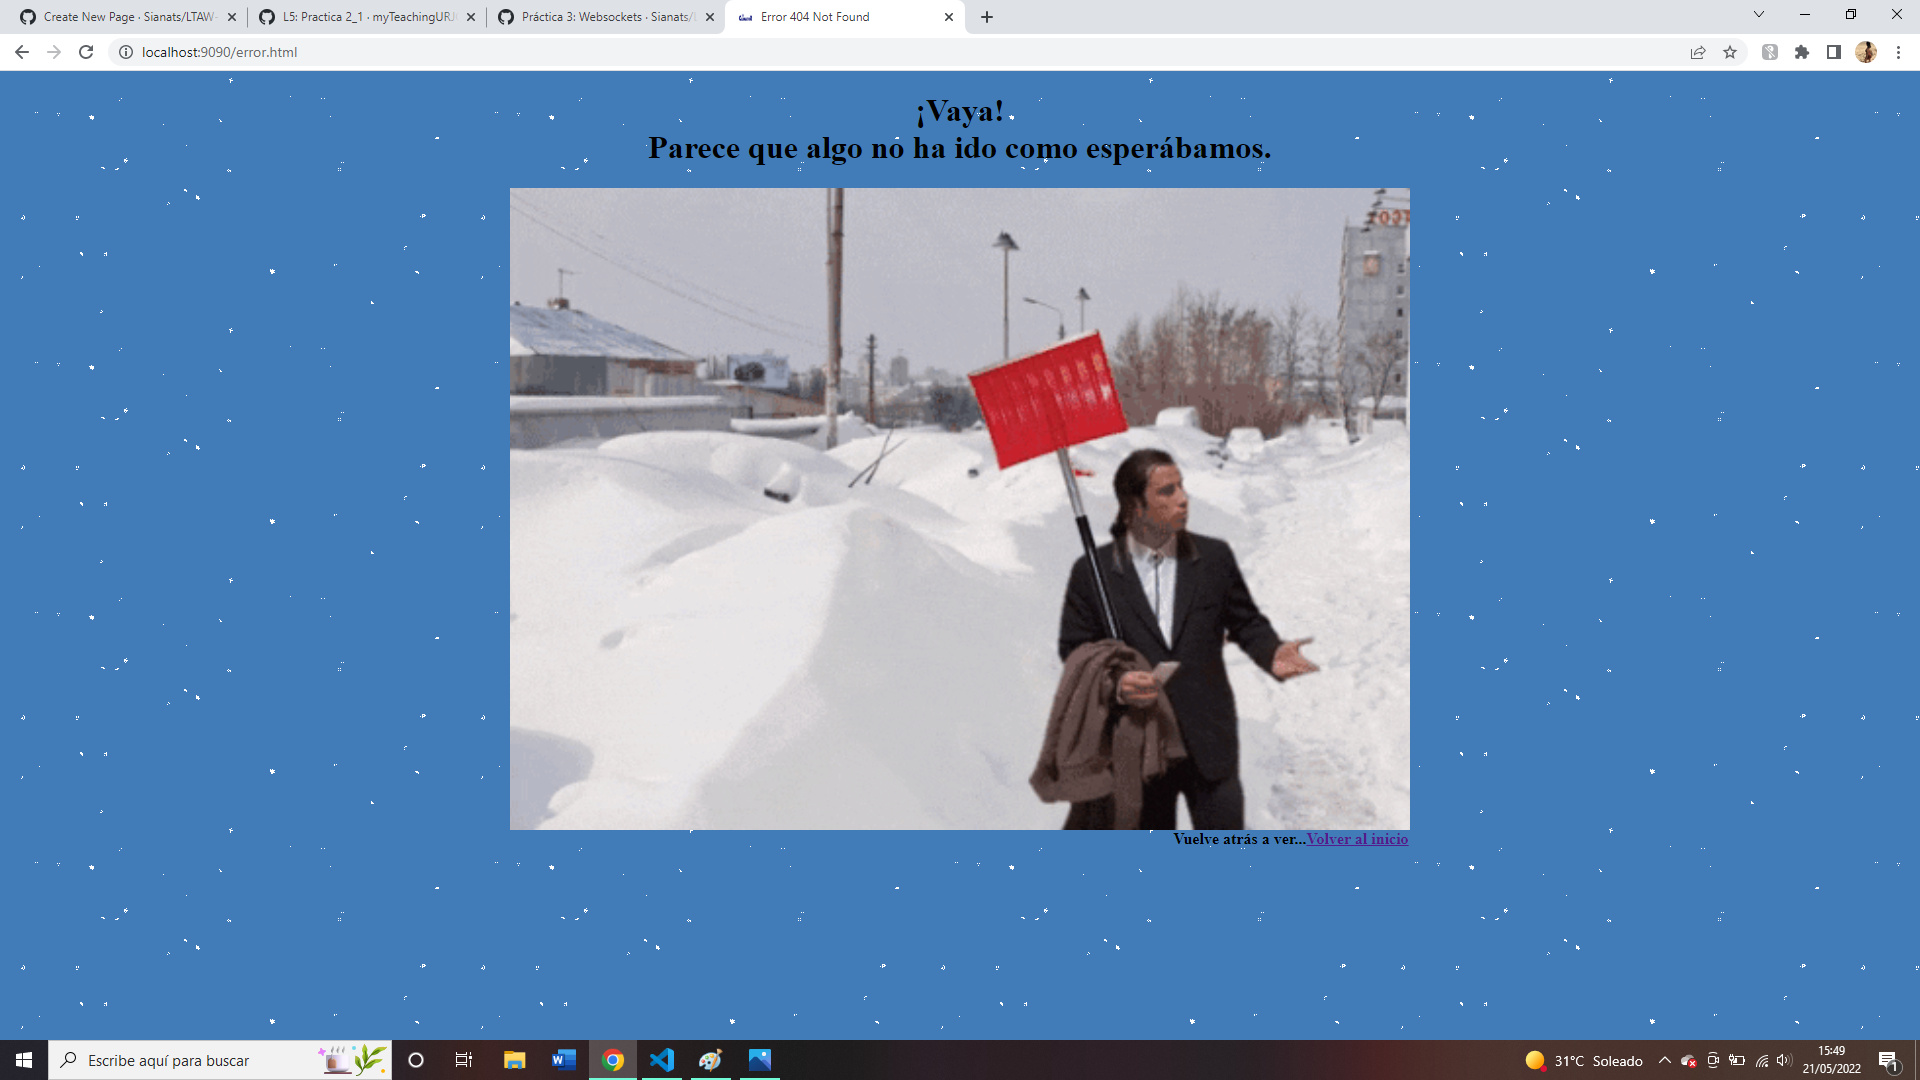 Create New Page · Sianats/LTAW-
L5: Practica 2_1 · myTeachingURJ
Práctica 3: Websockets · Sianats/L
Error 404 Not Found
localhost:9090/error.html
¡Vaya!
Parece que algo no ha ido como esperábamos.
Vuelve atrás a ver...Volver al inicio
Escribe aquí para buscar
31°C Soleado
15:49
21/05/2022
1